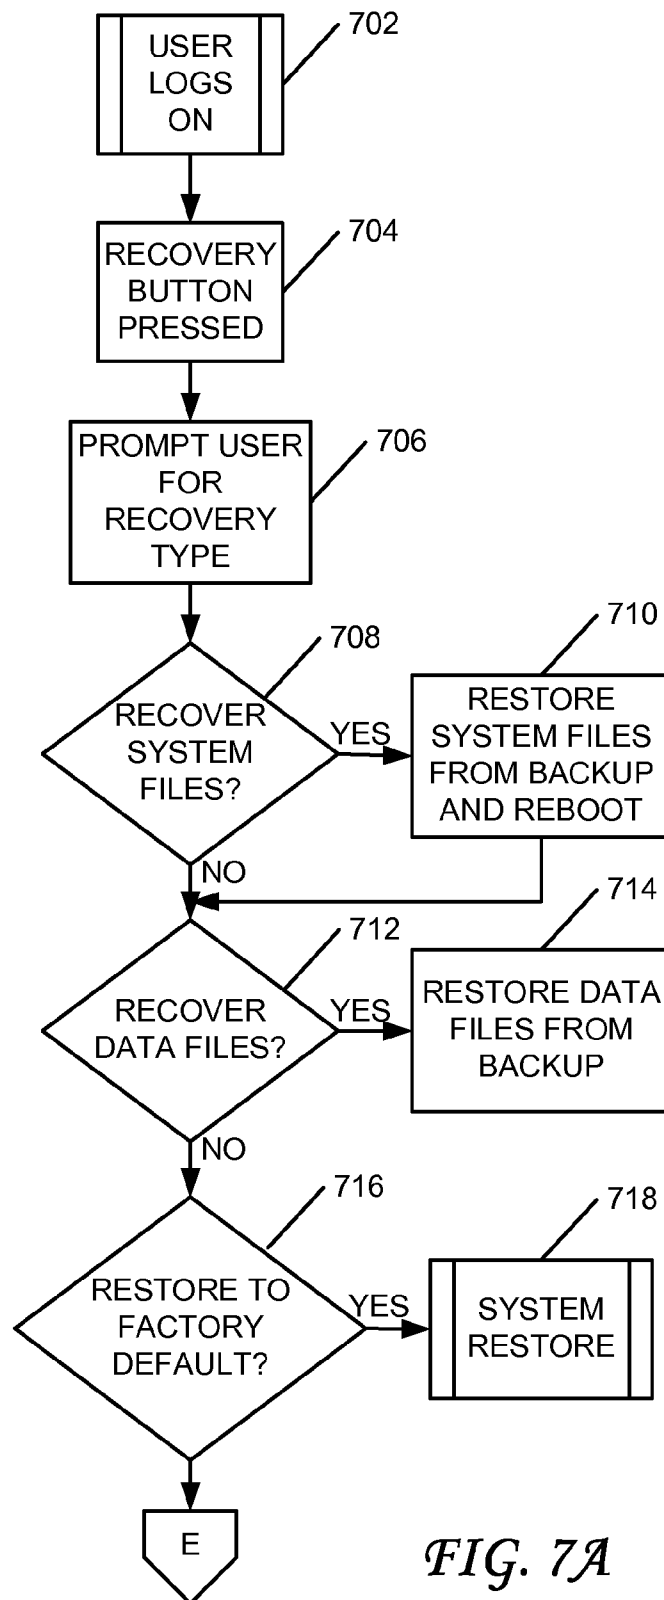 702
USER
LOGS
ON
704
RECOVERY
BUTTON
PRESSED
706
PROMPT USER
FOR
RECOVERY
TYPE
708
RECOVER
SYSTEM
FILES?
YES
710
RESTORE
SYSTEM FILES
FROM BACKUP
AND REBOOT
NO
712
RECOVER
DATA FILES?
YES
714
RESTORE DATA
FILES FROM
BACKUP
NO
716
RESTORE TO
FACTORY
DEFAULT?
YES
718
SYSTEM
RESTORE
E
FIG. 7A